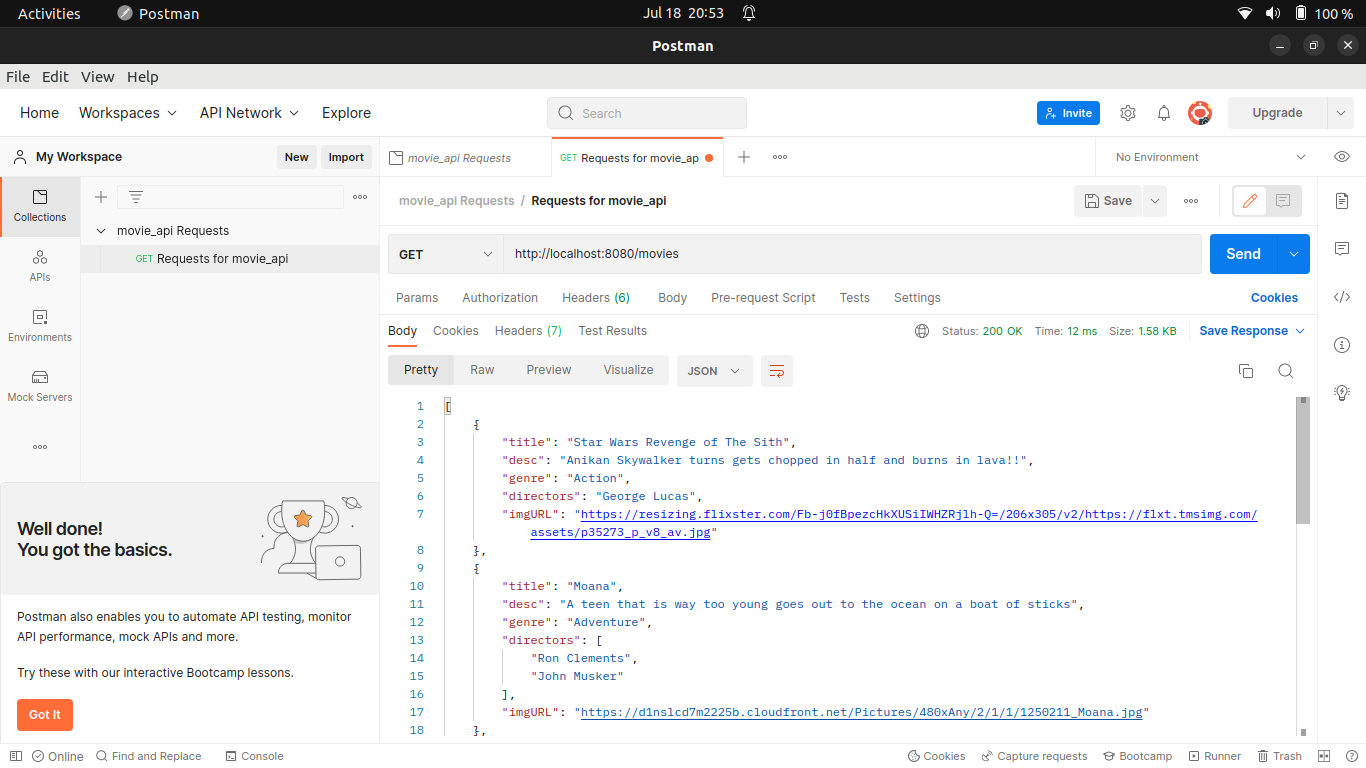 Activities Postman Jul 18 20:53 100 %
Postman
File Edit View Help
Home Workspaces API Network Explore Search Invite Upgrade
My Workspace New Import movie_api Requests GET Requests for movie_ap No Environment
Collections
APIs
Environments
Mock Servers
movie_api Requests
GET Requests for movie_api
Well done!
You got the basics.
Postman also enables you to automate API testing, monitor
API performance, mock APIs and more.
Try these with our interactive Bootcamp lessons.
Got It
movie_api Requests / Requests for movie_api Save
GET http://localhost:8080/movies Send
Params Authorization Headers (6) Body Pre-request Script Tests Settings Cookies
Body Cookies Headers (7) Test Results Status: 200 OK Time: 12 ms Size: 1.58 KB Save Response
Pretty Raw Preview Visualize JSON
1 [
2 {
3 "title": "Star Wars Revenge of The Sith",
4 "desc": "Anikan Skywalker turns gets chopped in half and burns in lava!!",
5 "genre": "Action",
6 "directors": "George Lucas",
7 "imgURL": "https://resizing.flixster.com/Fb-j0fBpezcHkXUSiIWHZRjlh-Q=/206x305/v2/https://flxt.tmsimg.com/
assets/p35273_p_v8_av.jpg"
8 },
9 {
10 "title": "Moana",
11 "desc": "A teen that is way too young goes out to the ocean on a boat of sticks",
12 "genre": "Adventure",
13 "directors": [
14 "Ron Clements",
15 "John Musker"
16 ],
17 "imgURL": "https://d1nslcd7m2225b.cloudfront.net/Pictures/480xAny/2/1/1/1250211_Moana.jpg"
18 },
Online Find and Replace Console Cookies Capture requests Bootcamp Runner Trash